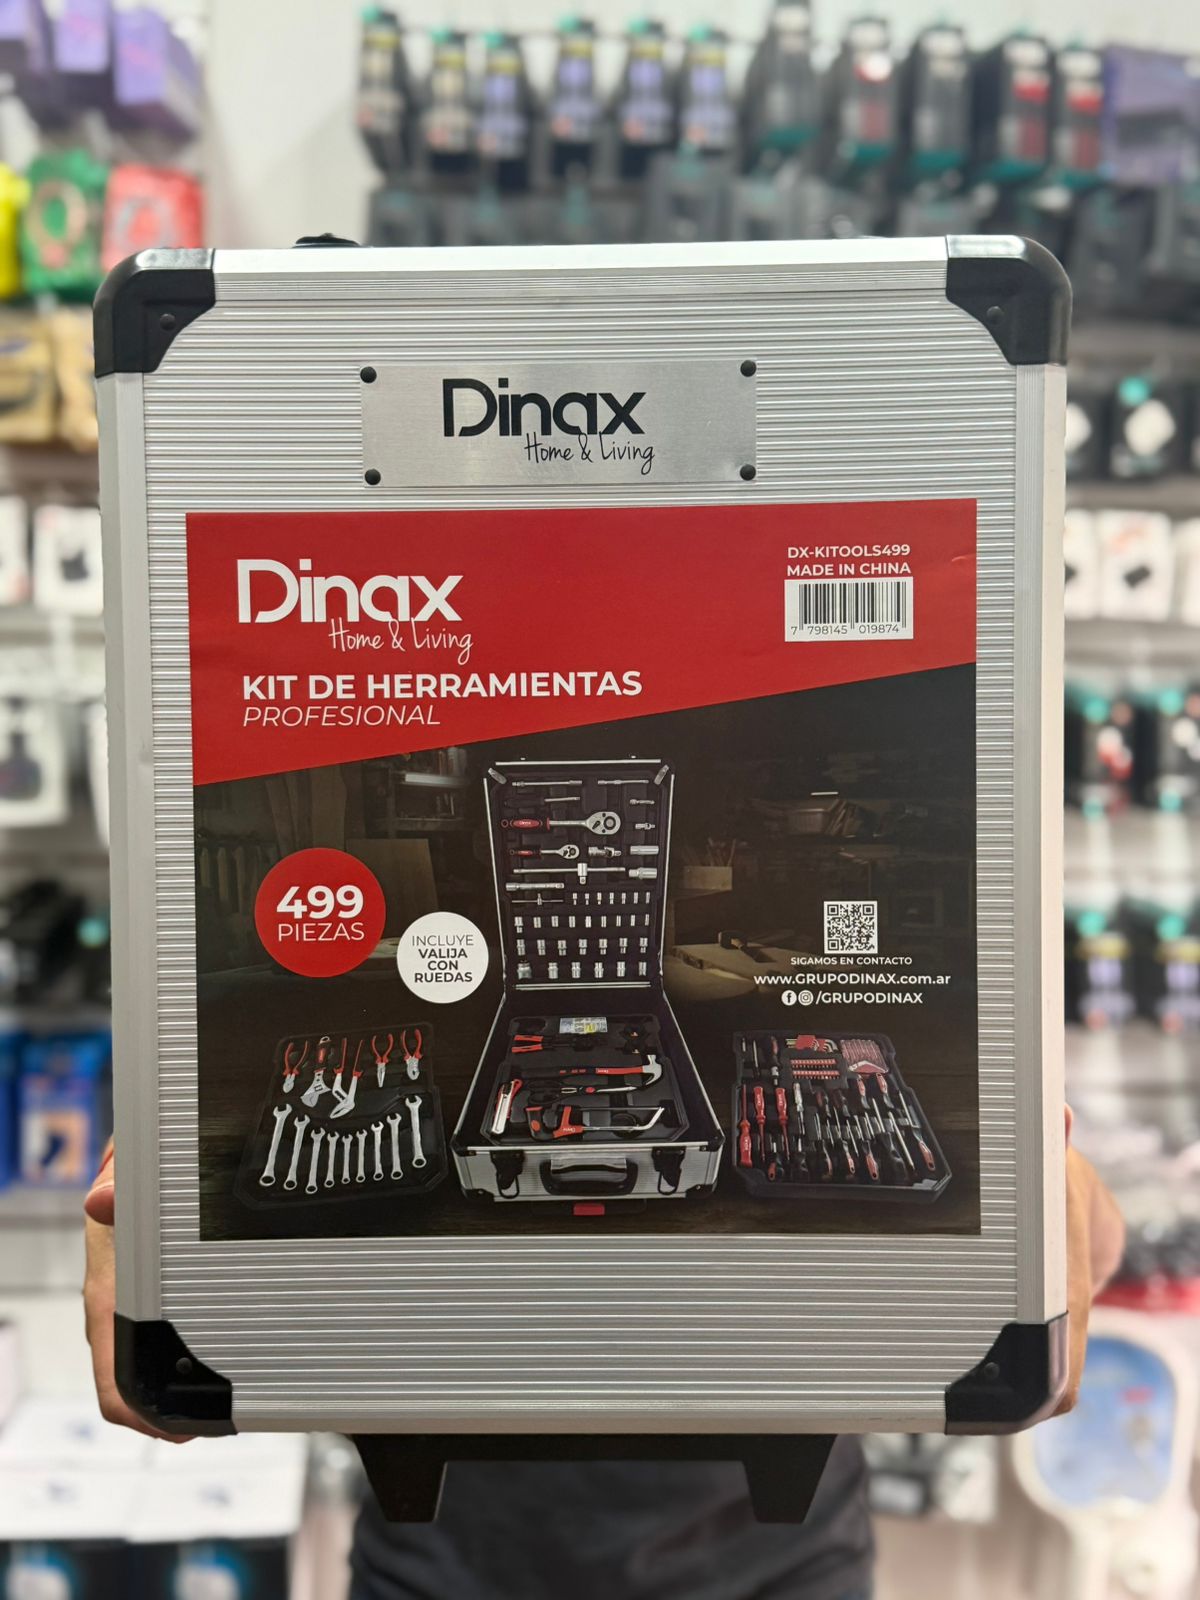 Dinax
Home & Living
Dinax
Home & Living
DX-KITOOLS499
MADE IN CHINA
7 798145 019874
KIT DE HERRAMIENTAS
PROFESIONAL
499
PIEZAS
INCLUYE
VALIJA
CON
RUEDAS
SIGAMOS EN CONTACTO
www.GRUPODINAX.com.ar
/GRUPODINAX